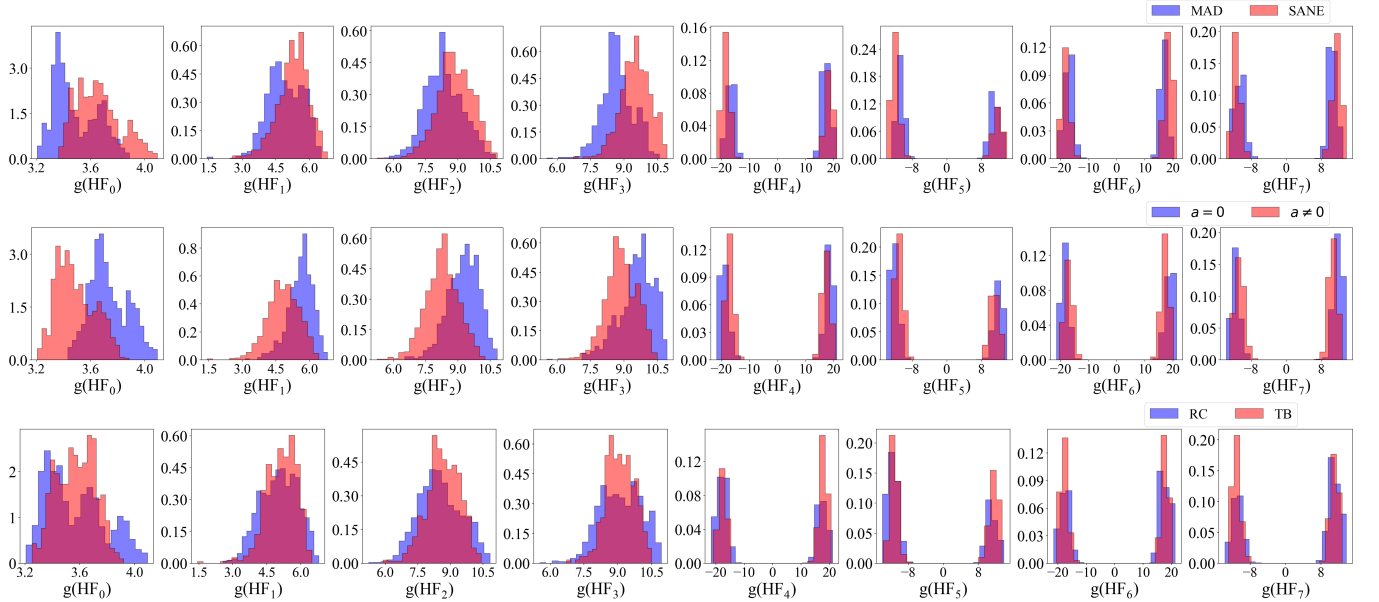 MAD SANE
0.0 1.5 3.0 3.2 3.6 4.0 g(HF₀)
0.00 0.15 0.30 0.45 0.60 1.5 3.0 4.5 6.0 g(HF₁)
0.00 0.15 0.30 0.45 0.60 6.0 7.5 9.0 10.5 g(HF₂)
0.00 0.15 0.30 0.45 0.60 6.0 7.5 9.0 10.5 g(HF₃)
0.00 0.04 0.08 0.12 0.16 −20 −10 0 10 20 g(HF₄)
0.00 0.06 0.12 0.18 0.24 −8 0 8 g(HF₅)
0.00 0.03 0.06 0.09 0.12 −20 −10 0 10 20 g(HF₆)
0.00 0.05 0.10 0.15 0.20 −8 0 8 g(HF₇)
a = 0 a ≠ 0
0.0 1.5 3.0 3.2 3.6 4.0 g(HF₀)
0.0 0.2 0.4 0.6 0.8 1.5 3.0 4.5 6.0 g(HF₁)
0.00 0.15 0.30 0.45 0.60 6.0 7.5 9.0 10.5 g(HF₂)
0.00 0.15 0.30 0.45 0.60 6.0 7.5 9.0 10.5 g(HF₃)
0.00 0.03 0.06 0.09 0.12 −20 −10 0 10 20 g(HF₄)
0.00 0.05 0.10 0.15 0.20 −8 0 8 g(HF₅)
0.00 0.04 0.08 0.12 −20 −10 0 10 20 g(HF₆)
0.00 0.05 0.10 0.15 0.20 −8 0 8 g(HF₇)
RC TB
0 1 2 3.2 3.6 4.0 g(HF₀)
0.00 0.15 0.30 0.45 0.60 1.5 3.0 4.5 6.0 g(HF₁)
0.00 0.15 0.30 0.45 6.0 7.5 9.0 10.5 g(HF₂)
0.00 0.15 0.30 0.45 0.60 6.0 7.5 9.0 10.5 g(HF₃)
0.00 0.04 0.08 0.12 −20 −10 0 10 20 g(HF₄)
0.00 0.05 0.10 0.15 0.20 −8 0 8 g(HF₅)
0.00 0.03 0.06 0.09 0.12 −20 −10 0 10 20 g(HF₆)
0.00 0.05 0.10 0.15 0.20 −8 0 8 g(HF₇)